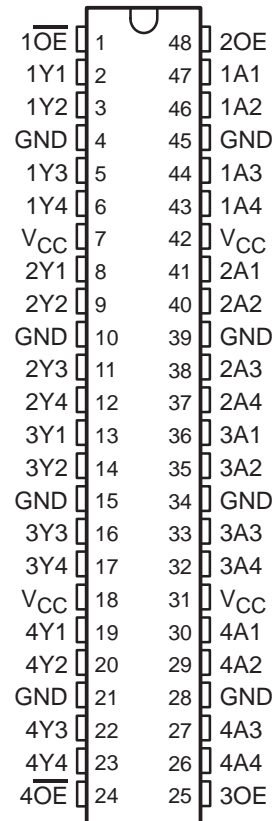 1O̅E̅ 1 48 2OE
1Y1 2 47 1A1
1Y2 3 46 1A2
GND 4 45 GND
1Y3 5 44 1A3
1Y4 6 43 1A4
VCC 7 42 VCC
2Y1 8 41 2A1
2Y2 9 40 2A2
GND 10 39 GND
2Y3 11 38 2A3
2Y4 12 37 2A4
3Y1 13 36 3A1
3Y2 14 35 3A2
GND 15 34 GND
3Y3 16 33 3A3
3Y4 17 32 3A4
VCC 18 31 VCC
4Y1 19 30 4A1
4Y2 20 29 4A2
GND 21 28 GND
4Y3 22 27 4A3
4Y4 23 26 4A4
4O̅E̅ 24 25 3OE